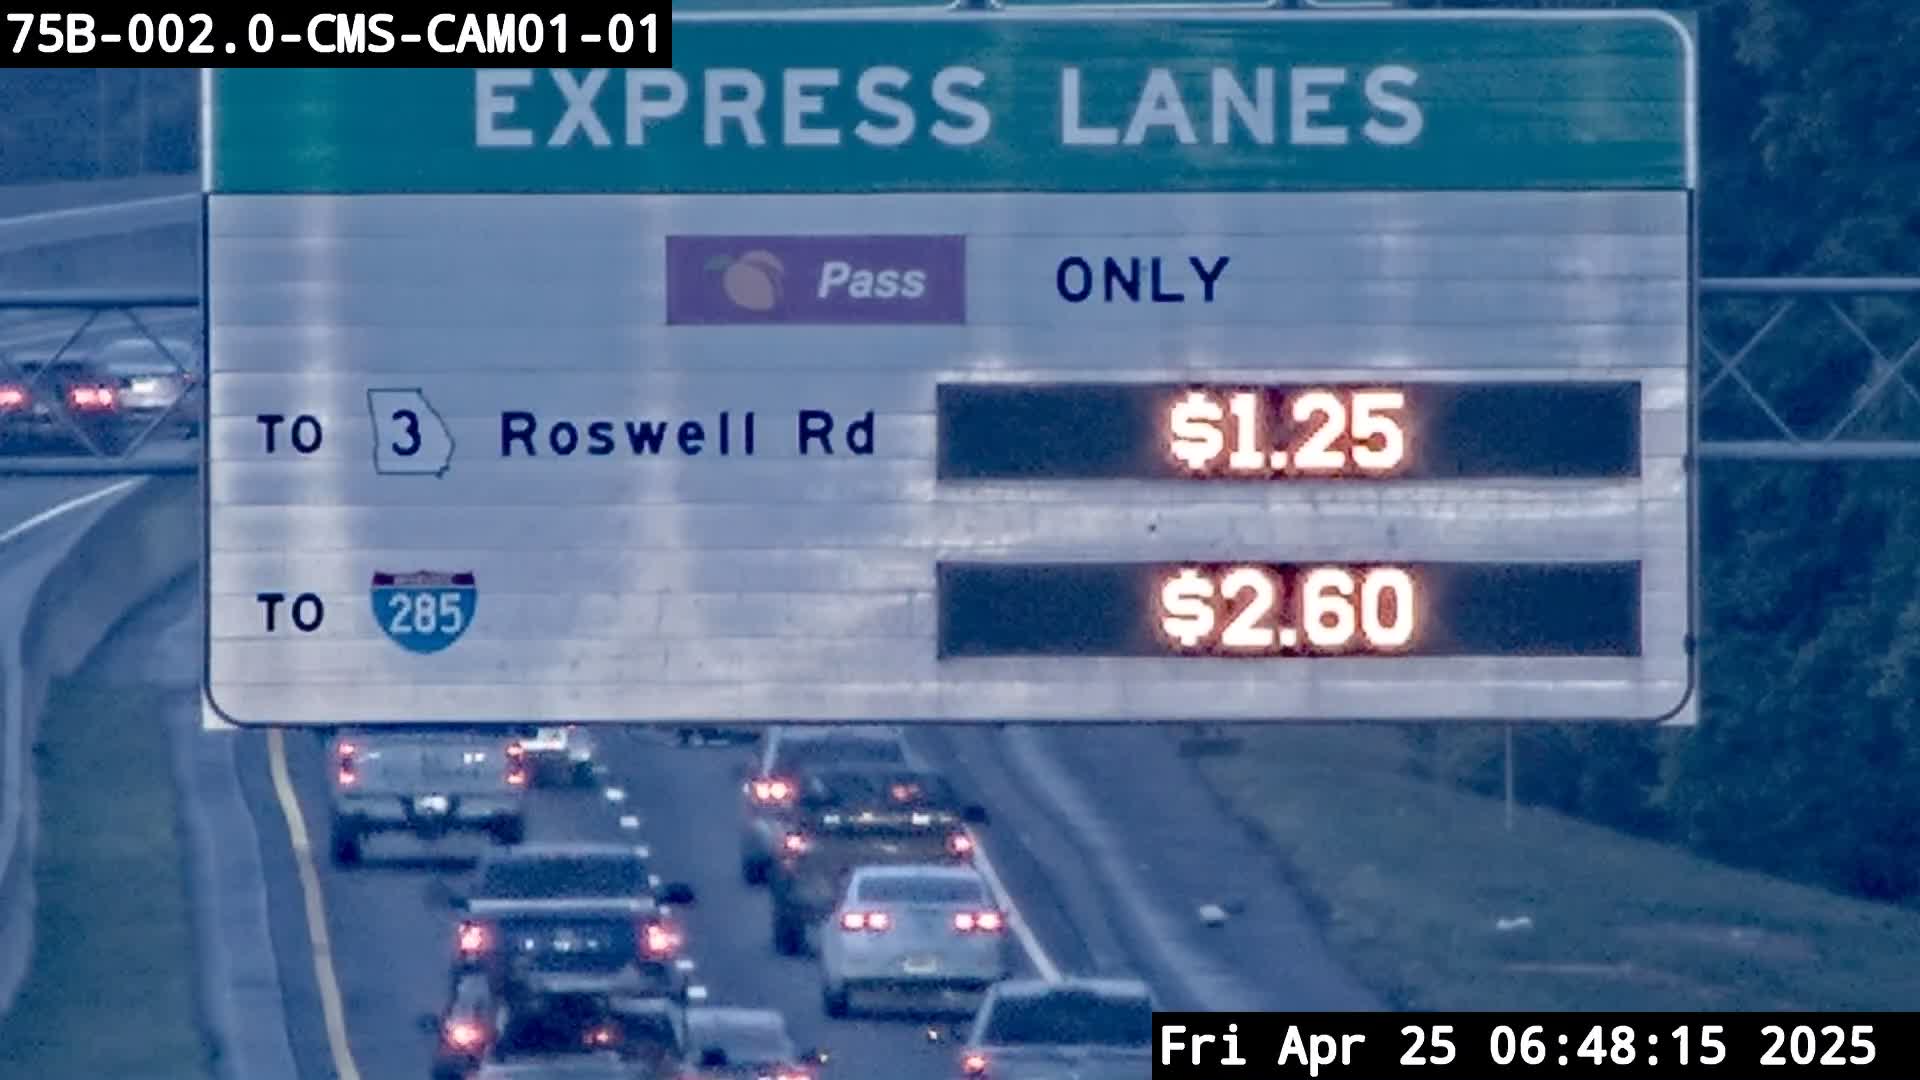 75B-002.0-CMS-CAM01-01
EXPRESS LANES
Pass ONLY
TO 3 Roswell Rd $1.25
TO 285 $2.60
Fri Apr 25 06:48:15 2025